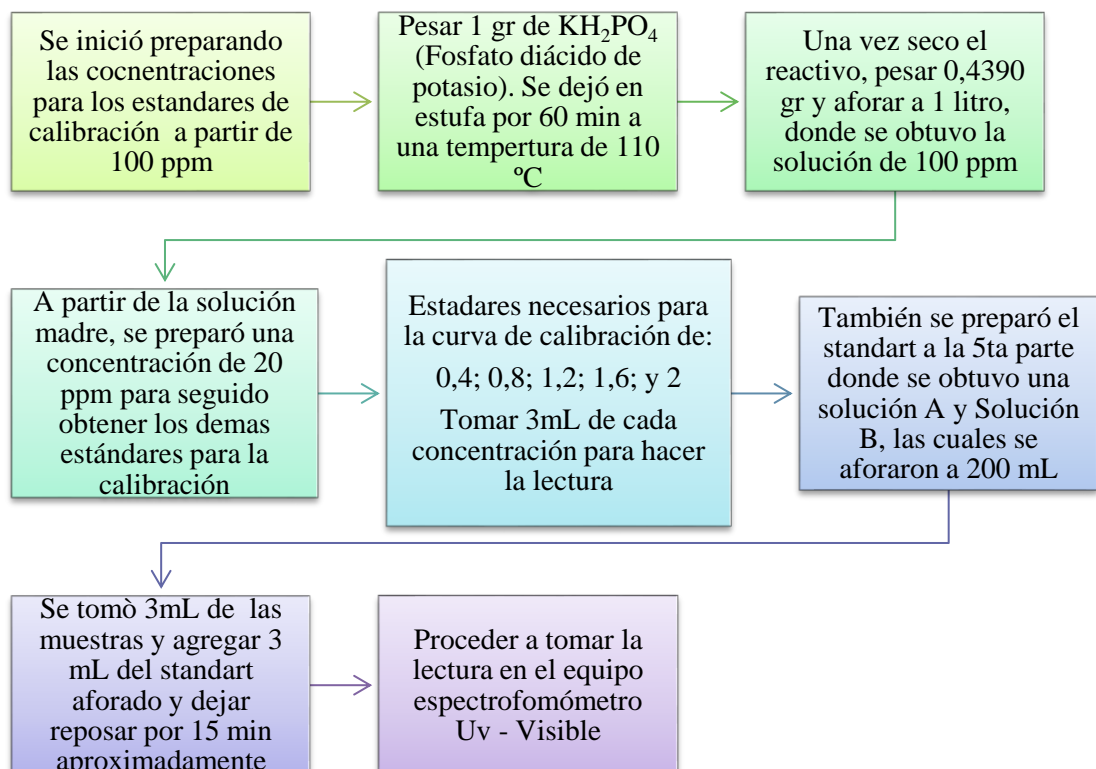 Se inició preparando
las cocnentraciones
para los estandares de
calibración a partir de
100 ppm
Pesar 1 gr de KH₂PO₄
(Fosfato diácido de
potasio). Se dejó en
estufa por 60 min a
una tempertura de 110
ºC
Una vez seco el
reactivo, pesar 0,4390
gr y aforar a 1 litro,
donde se obtuvo la
solución de 100 ppm
A partir de la solución
madre, se preparó una
concentración de 20
ppm para seguido
obtener los demas
estándares para la
calibración
Estadares necesarios para
la curva de calibración de:
0,4; 0,8; 1,2; 1,6; y 2
Tomar 3mL de cada
concentración para hacer
la lectura
También se preparó el
standart a la 5ta parte
donde se obtuvo una
solución A y Solución
B, las cuales se
aforaron a 200 mL
Se tomò 3mL de las
muestras y agregar 3
mL del standart
aforado y dejar
reposar por 15 min
aproximadamente
Proceder a tomar la
lectura en el equipo
espectrofomómetro
Uv - Visible